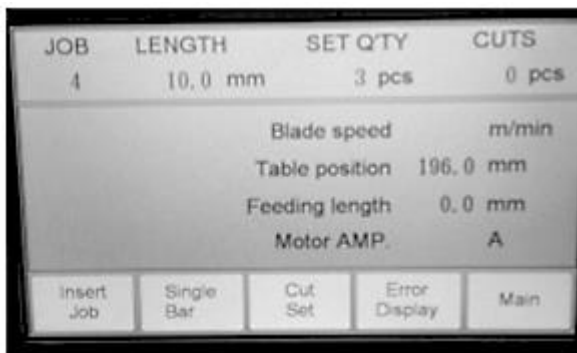 JOB LENGTH SET Q'TY CUTS
4 10.0 mm 3 pcs 0 pcs
Blade speed m/min
Table position 196.0 mm
Feeding length 0.0 mm
Motor AMP. A
Insert Single Cut Error Main
Job Bar Set Display